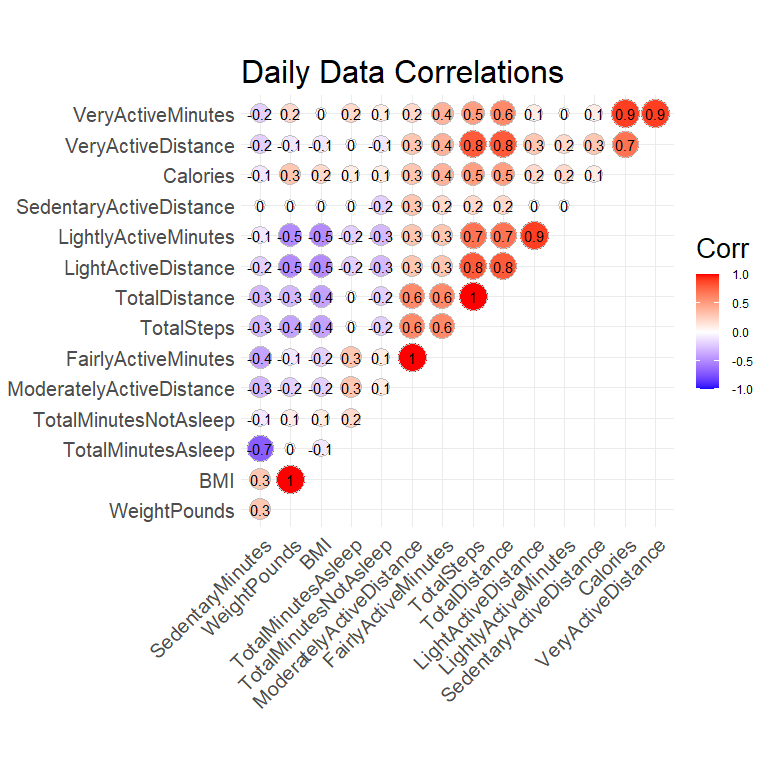 Daily Data Correlations
VeryActiveMinutes -0.2 0.2 0 0.2 0.1 0.2 0.4 0.5 0.6 0.1 0 0.1 0.9 0.9
VeryActiveDistance -0.2 -0.1 -0.1 0 -0.1 0.3 0.4 0.8 0.8 0.3 0.2 0.3 0.7
Calories -0.1 0.3 0.2 0.1 0.1 0.3 0.4 0.5 0.5 0.2 0.2 0.1
SedentaryActiveDistance 0 0 0 0 -0.2 0.3 0.2 0.2 0.2 0 0
LightlyActiveMinutes -0.1 -0.5 -0.5 -0.2 -0.3 0.3 0.3 0.7 0.7 0.9
LightActiveDistance -0.2 -0.5 -0.5 -0.2 -0.3 0.3 0.3 0.8 0.8
TotalDistance -0.3 -0.3 -0.4 0 -0.2 0.6 0.6 1
TotalSteps -0.3 -0.4 -0.4 0 -0.2 0.6 0.6
FairlyActiveMinutes -0.4 -0.1 -0.2 0.3 0.1 1
ModeratelyActiveDistance -0.3 -0.2 -0.2 0.3 0.1
TotalMinutesNotAsleep -0.1 0.1 0.1 0.2
TotalMinutesAsleep -0.7 0 -0.1
BMI 0.3 1
WeightPounds 0.3
SedentaryMinutes
WeightPounds
BMI
TotalMinutesAsleep
TotalMinutesNotAsleep
ModeratelyActiveDistance
FairlyActiveMinutes
TotalSteps
TotalDistance
LightActiveDistance
LightlyActiveMinutes
SedentaryActiveDistance
Calories
VeryActiveDistance
Corr
1.0
0.5
0.0
-0.5
-1.0